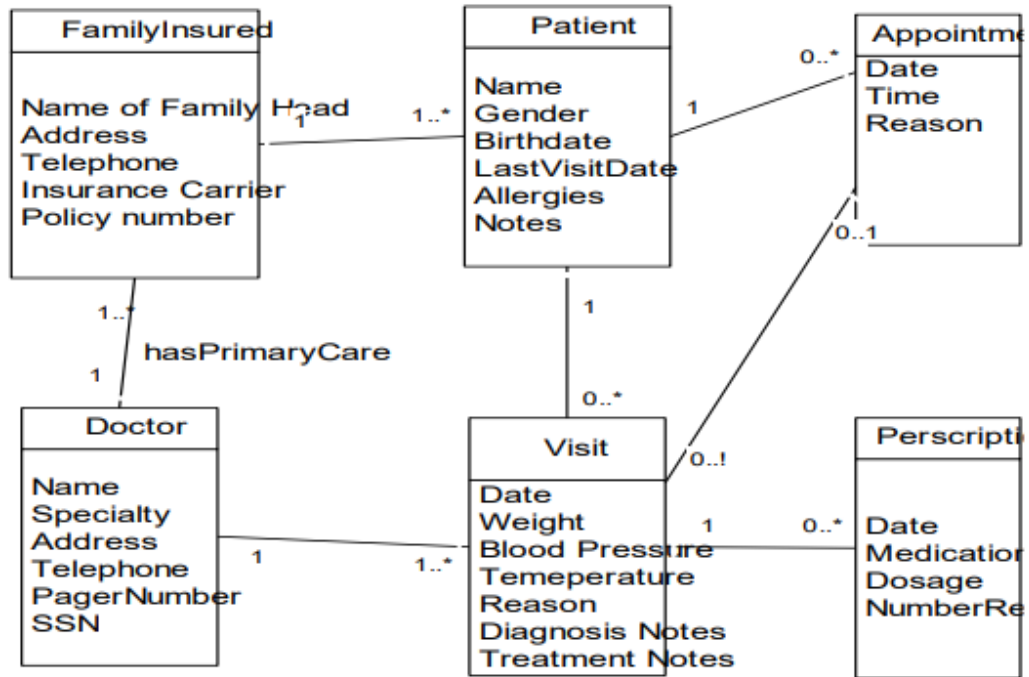 FamilyInsured
Name of Family Head
Address
Telephone
Insurance Carrier
Policy number
1
1..*
Patient
Name
Gender
Birthdate
LastVisitDate
Allergies
Notes
1
0..*
Appointme
Date
Time
Reason
0..1
1..*
hasPrimaryCare
1
1
0..*
0..!
Doctor
Name
Specialty
Address
Telephone
PagerNumber
SSN
1
1..*
Visit
Date
Weight
Blood Pressure
Temeperature
Reason
Diagnosis Notes
Treatment Notes
1
0..*
Perscripti
Date
Medication
Dosage
NumberRe